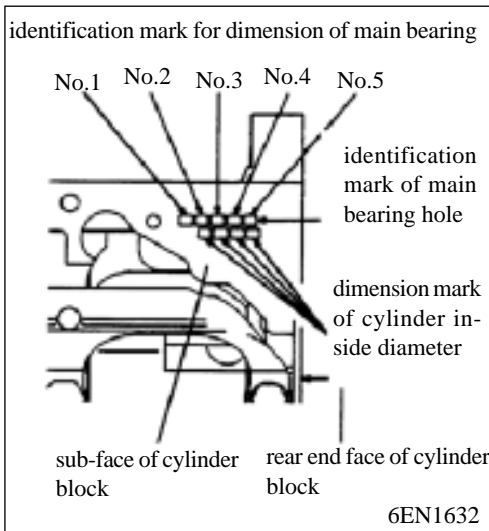 identification mark for dimension of main bearing
No.1 No.2 No.3 No.4 No.5
identification
mark of main
bearing hole
dimension mark
of cylinder in-
side diameter
sub-face of cylinder
block
rear end face of cylinder
block
6EN1632